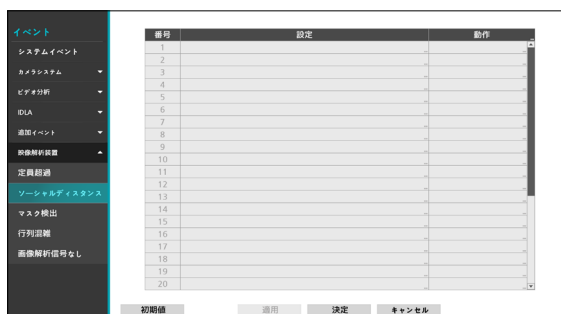 イベント
システムイベント
カメラシステム
ビデオ分析
IDLA
追加イベント
映像解析装置
定員超過
ソーシャルディスタンス
マスク検出
行列混雑
画像解析信号なし
番号 設定 動作 ...
1 ... ...
2 ... ...
3 ... ...
4 ... ...
5 ... ...
6 ... ...
7 ... ...
8 ... ...
9 ... ...
10 ... ...
11 ... ...
12 ... ...
13 ... ...
14 ... ...
15 ... ...
16 ... ...
17 ... ...
18 ... ...
19 ... ...
20 ... ...
初期値 適用 決定 キャンセル